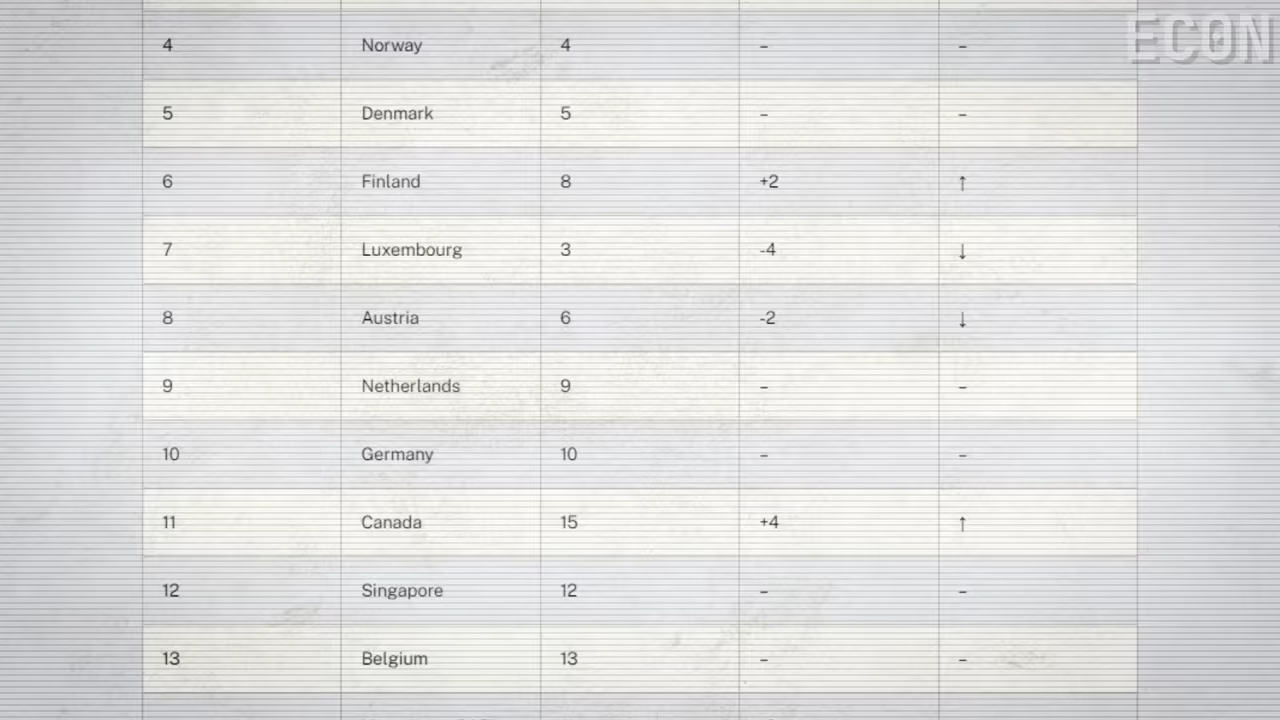 ECON
4 Norway 4 – –
5 Denmark 5 – –
6 Finland 8 +2 ↑
7 Luxembourg 3 -4 ↓
8 Austria 6 -2 ↓
9 Netherlands 9 – –
10 Germany 10 – –
11 Canada 15 +4 ↑
12 Singapore 12 – –
13 Belgium 13 – –